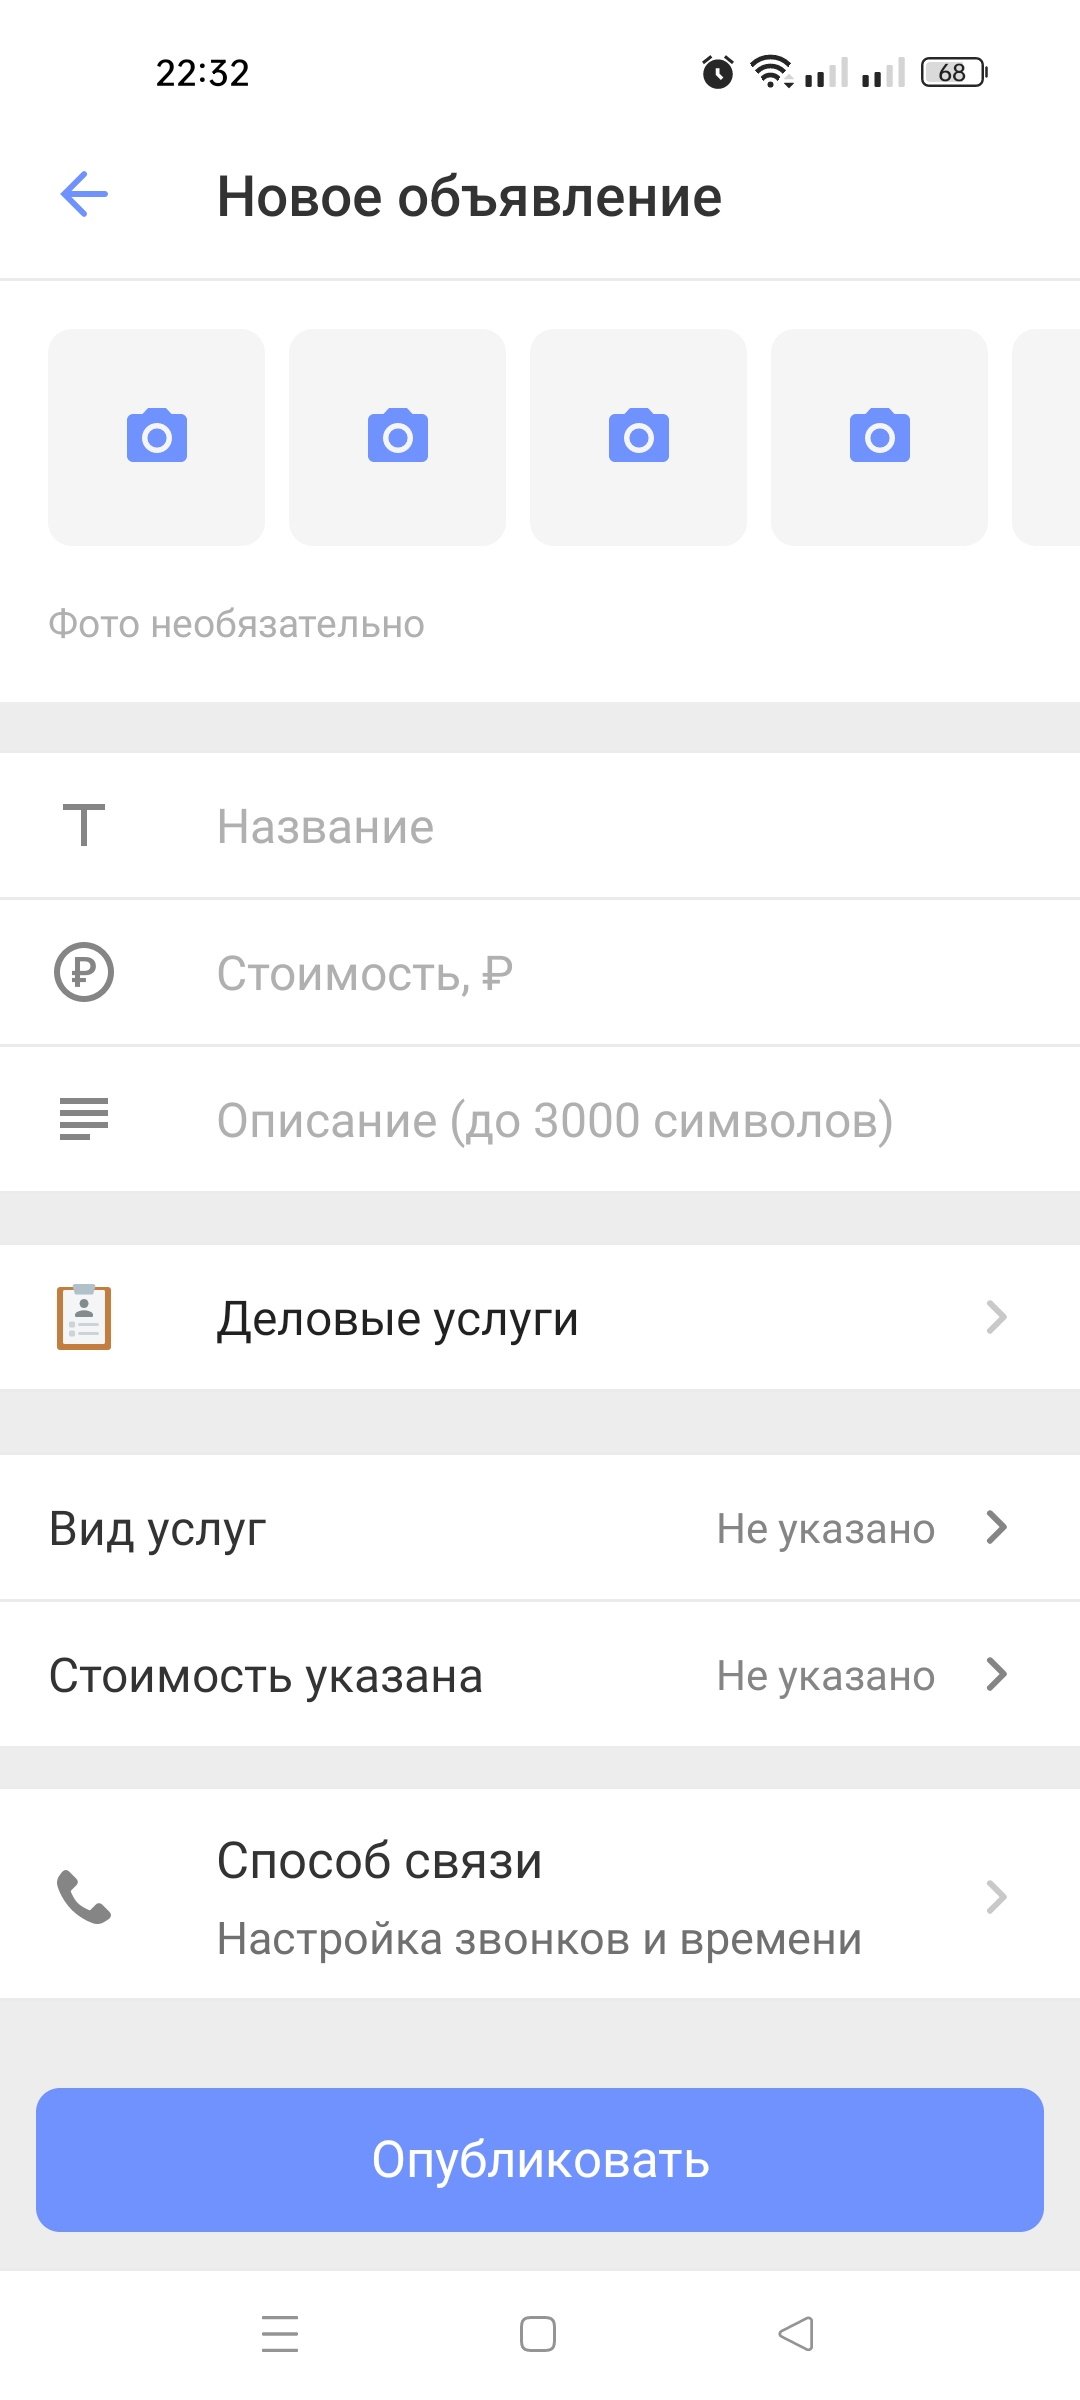 22:32
68
Новое объявление
Фото необязательно
Название
Стоимость, ₽
Описание (до 3000 символов)
Деловые услуги
Вид услуг
Не указано
Стоимость указана
Не указано
Способ связи
Настройка звонков и времени
Опубликовать